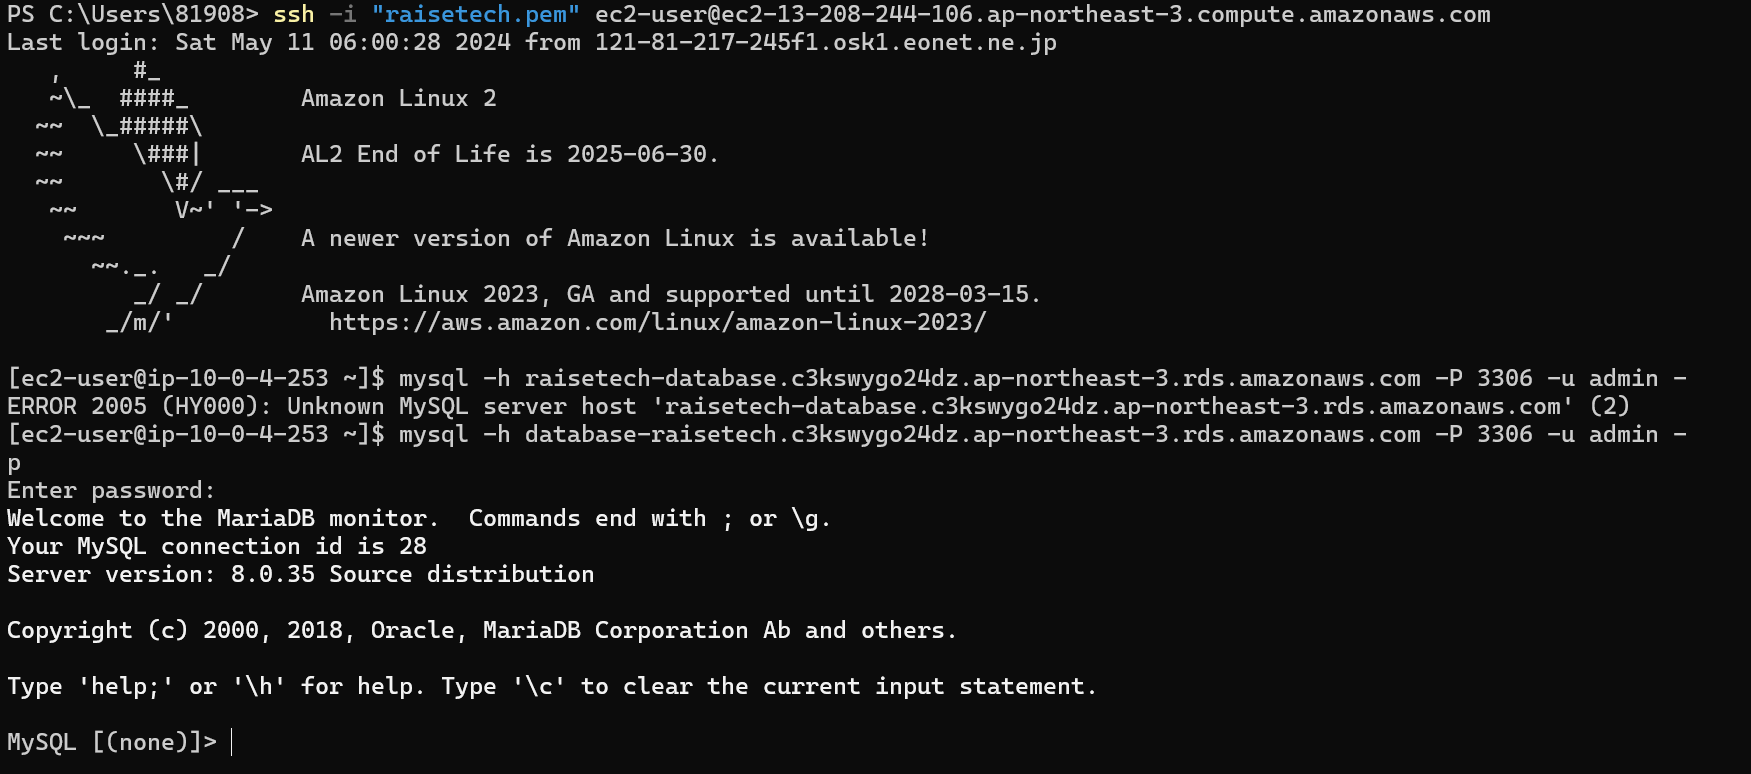 PS C:\Users\81908> ssh -i "raisetech.pem" ec2-user@ec2-13-208-244-106.ap-northeast-3.compute.amazonaws.com
Last login: Sat May 11 06:00:28 2024 from 121-81-217-245f1.osk1.eonet.ne.jp
   ,     #_
   ~\_  ####_        Amazon Linux 2
  ~~  \_#####\
  ~~     \###|       AL2 End of Life is 2025-06-30.
  ~~       \#/ ___
   ~~       V~' '->
    ~~~         /    A newer version of Amazon Linux is available!
      ~~._.   _/
         _/ _/       Amazon Linux 2023, GA and supported until 2028-03-15.
       _/m/'           https://aws.amazon.com/linux/amazon-linux-2023/

[ec2-user@ip-10-0-4-253 ~]$ mysql -h raisetech-database.c3kswygo24dz.ap-northeast-3.rds.amazonaws.com -P 3306 -u admin -
ERROR 2005 (HY000): Unknown MySQL server host 'raisetech-database.c3kswygo24dz.ap-northeast-3.rds.amazonaws.com' (2)
[ec2-user@ip-10-0-4-253 ~]$ mysql -h database-raisetech.c3kswygo24dz.ap-northeast-3.rds.amazonaws.com -P 3306 -u admin -
p
Enter password:
Welcome to the MariaDB monitor.  Commands end with ; or \g.
Your MySQL connection id is 28
Server version: 8.0.35 Source distribution

Copyright (c) 2000, 2018, Oracle, MariaDB Corporation Ab and others.

Type 'help;' or '\h' for help. Type '\c' to clear the current input statement.

MySQL [(none)]>